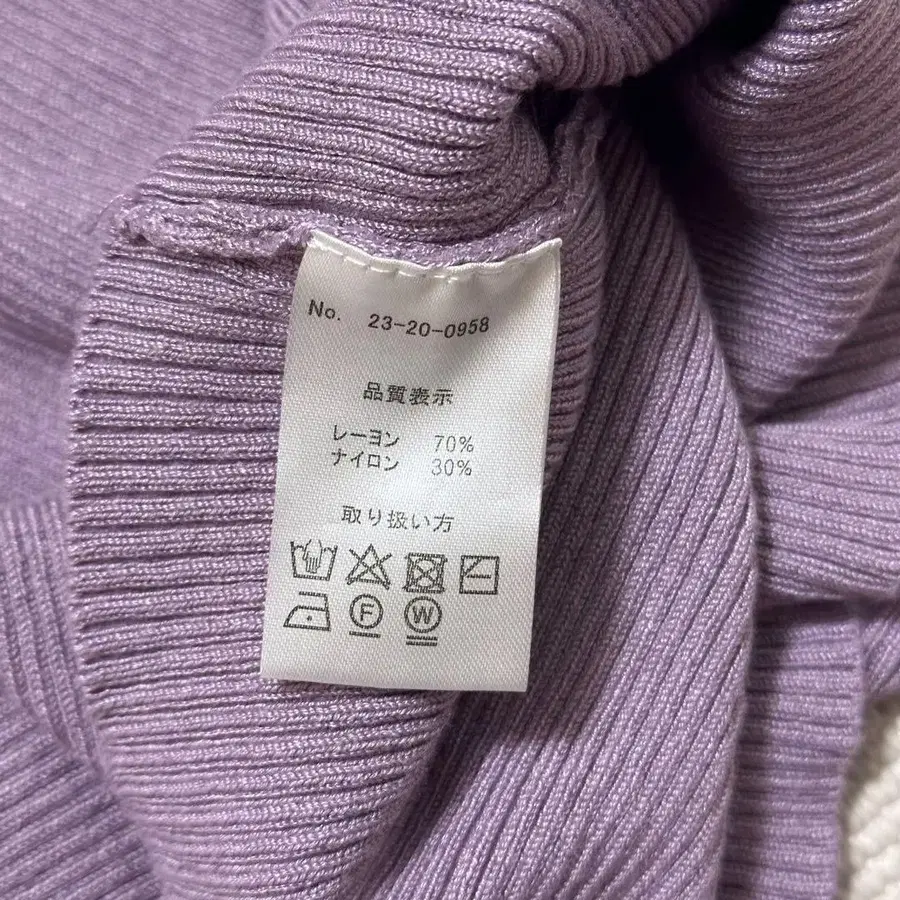 No. 23-20-0958
品質表示
レーヨン 70%
ナイロン 30%
取り扱い方
F W